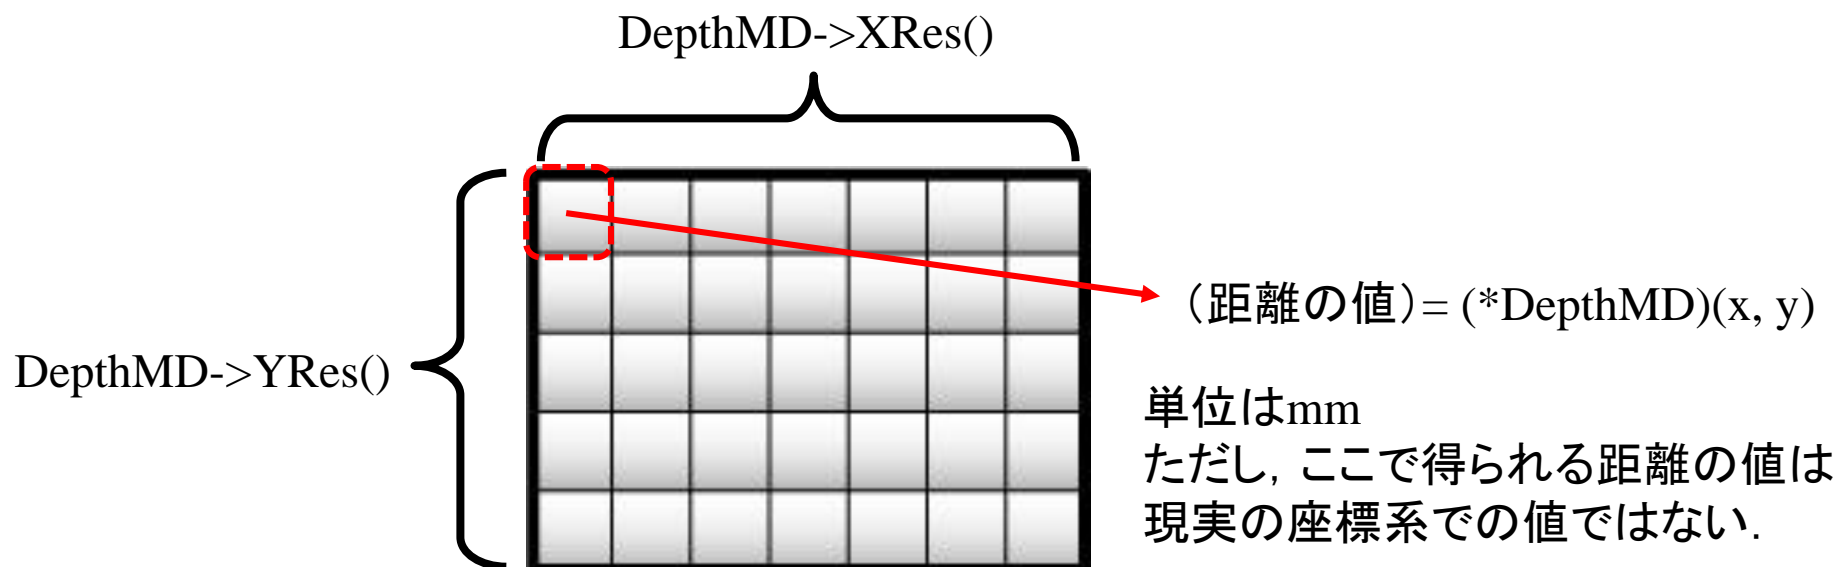 DepthMD->XRes()
（距離の値）= (*DepthMD)(x, y)
DepthMD->YRes()
単位はmm
ただし，ここで得られる距離の値は
現実の座標系での値ではない．